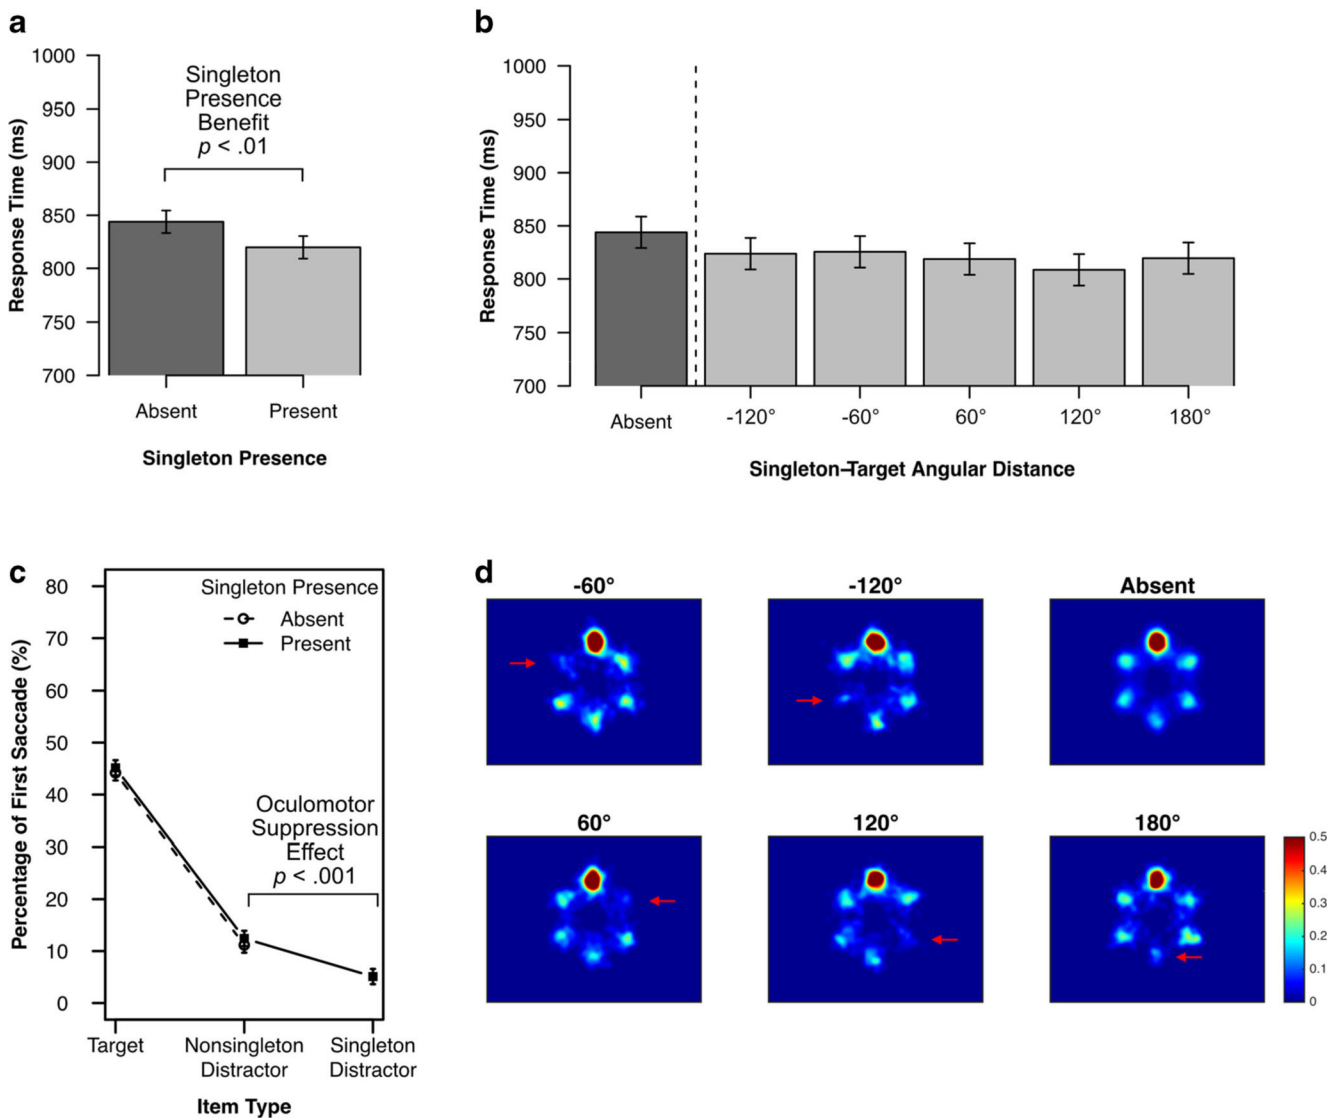 a
1000
950
900
850
800
750
700
Response Time (ms)
Singleton
Presence
Benefit
p < .01
Absent
Present
Singleton Presence
b
1000
950
900
850
800
750
700
Response Time (ms)
Absent
-120°
-60°
60°
120°
180°
Singleton–Target Angular Distance
c
80
70
60
50
40
30
20
10
0
Percentage of First Saccade (%)
Singleton Presence
Absent
Present
Oculomotor
Suppression
Effect
p < .001
Target
Nonsingleton
Distractor
Singleton
Distractor
Item Type
d
-60°
-120°
Absent
60°
120°
180°
0.5
0.4
0.3
0.2
0.1
0